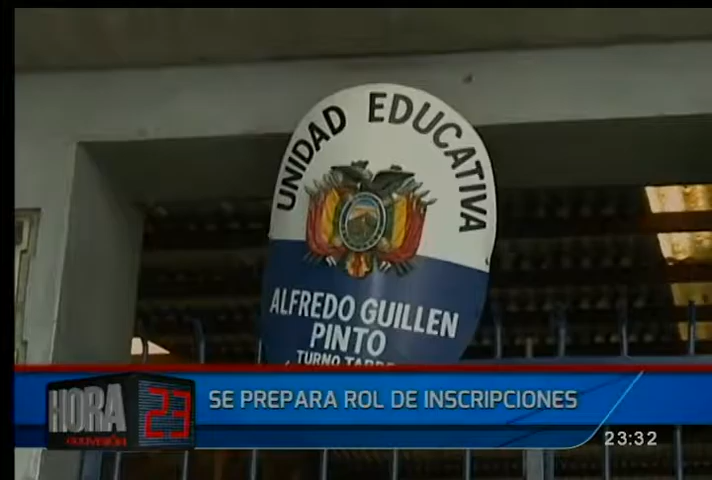 UNIDAD EDUCATIVA
ALFREDO GUILLEN
PINTO
TURNO TARDE
HORA 23
SE PREPARA ROL DE INSCRIPCIONES
23:32